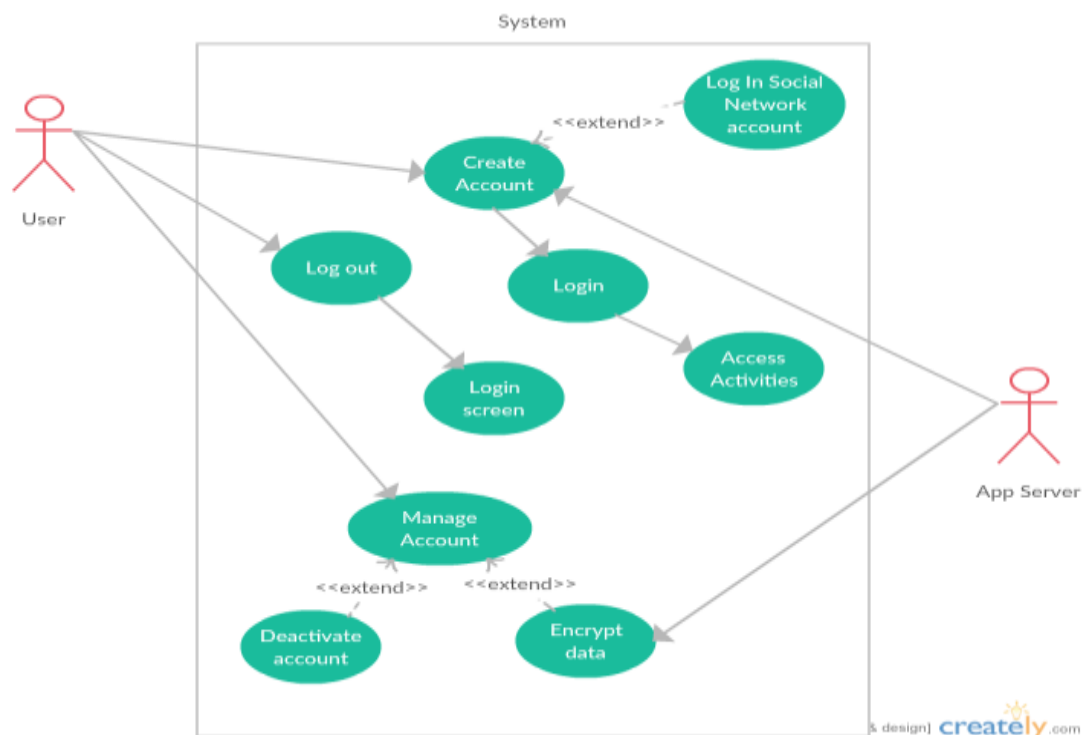 System
Log In Social
Network
account
<<extend>>
Create
Account
User
Log out
Login
Access
Activities
Login
screen
App Server
Manage
Account
<<extend>>
<<extend>>
Deactivate
account
Encrypt
data
& design] creately.com